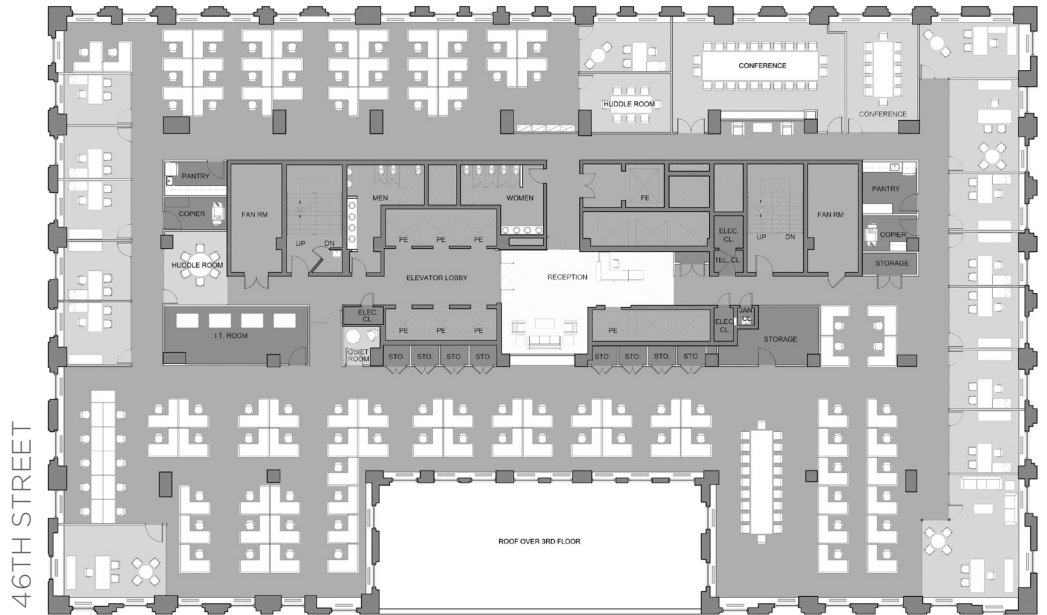 CONFERENCE
HUDDLE ROOM
CONFERENCE
PANTRY
MEN
WOMEN
FE
PANTRY
COPIER
FAN RM
UP
DN
ELEC.
CL.
UP
DN
FAN RM
COPIER
PE
PE
PE
TEL. CL.
HUDDLE ROOM
ELEVATOR LOBBY
RECEPTION
STORAGE
ELEC.
CL.
I.T. ROOM
PE
PE
PE
PE
ELEC.
CL.
JAN.
CL.
QUIET
ROOM
STO.
STO.
STO.
STO.
STO.
STO.
STO.
STO.
STORAGE
46TH STREET
ROOF OVER 3RD FLOOR